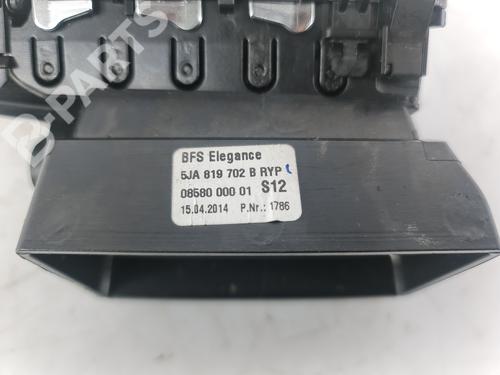 B-PARTS
BFS Elegance
5JA 819 702 B RYP
08580 000 01 S12
15.04.2014 P.Nr.: 1786